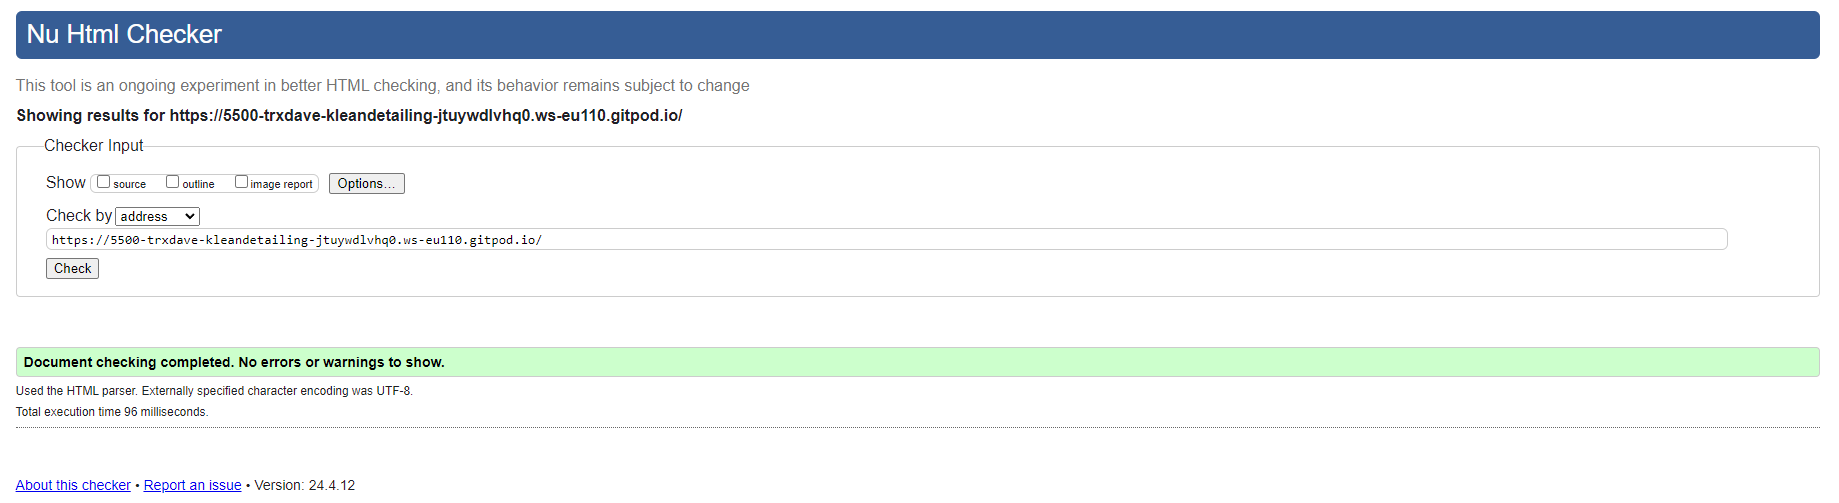 Nu Html Checker
This tool is an ongoing experiment in better HTML checking, and its behavior remains subject to change
Showing results for https://5500-trxdave-kleandetailing-jtuywdlvhq0.ws-eu110.gitpod.io/
Checker Input
Show source outline image report Options...
Check by address
https://5500-trxdave-kleandetailing-jtuywdlvhq0.ws-eu110.gitpod.io/
Check
Document checking completed. No errors or warnings to show.
Used the HTML parser. Externally specified character encoding was UTF-8.
Total execution time 96 milliseconds.
About this checker • Report an issue • Version: 24.4.12